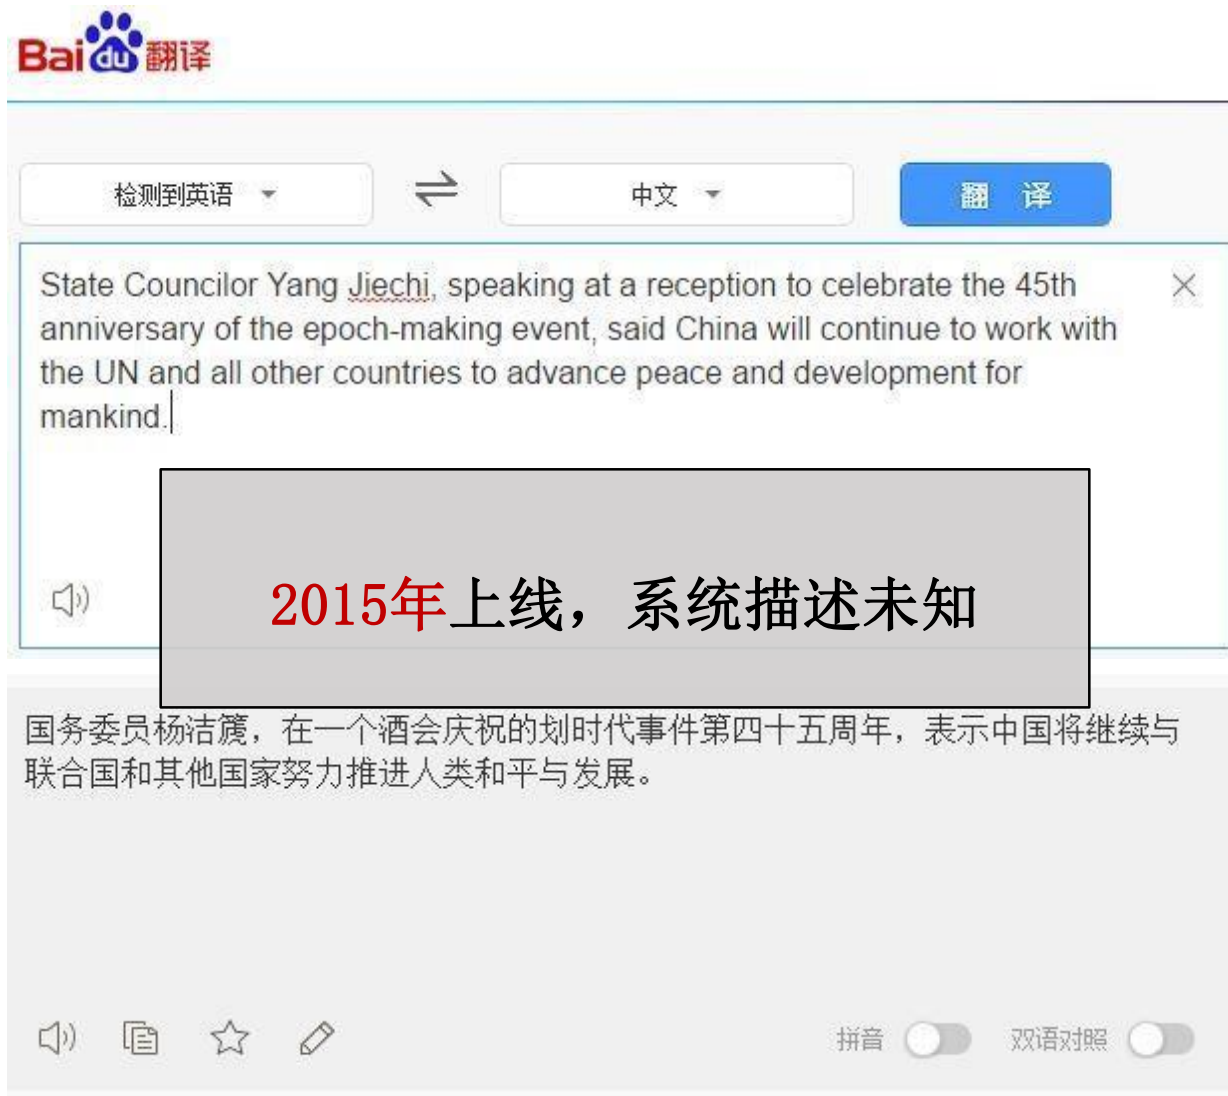 Bai du 翻译
检测到英语
中文
翻 译
State Councilor Yang Jiechi, speaking at a reception to celebrate the 45th
anniversary of the epoch-making event, said China will continue to work with
the UN and all other countries to advance peace and development for
mankind.
2015年上线，系统描述未知
国务委员杨洁篪，在一个酒会庆祝的划时代事件第四十五周年，表示中国将继续与
联合国和其他国家努力推进人类和平与发展。
拼音
双语对照